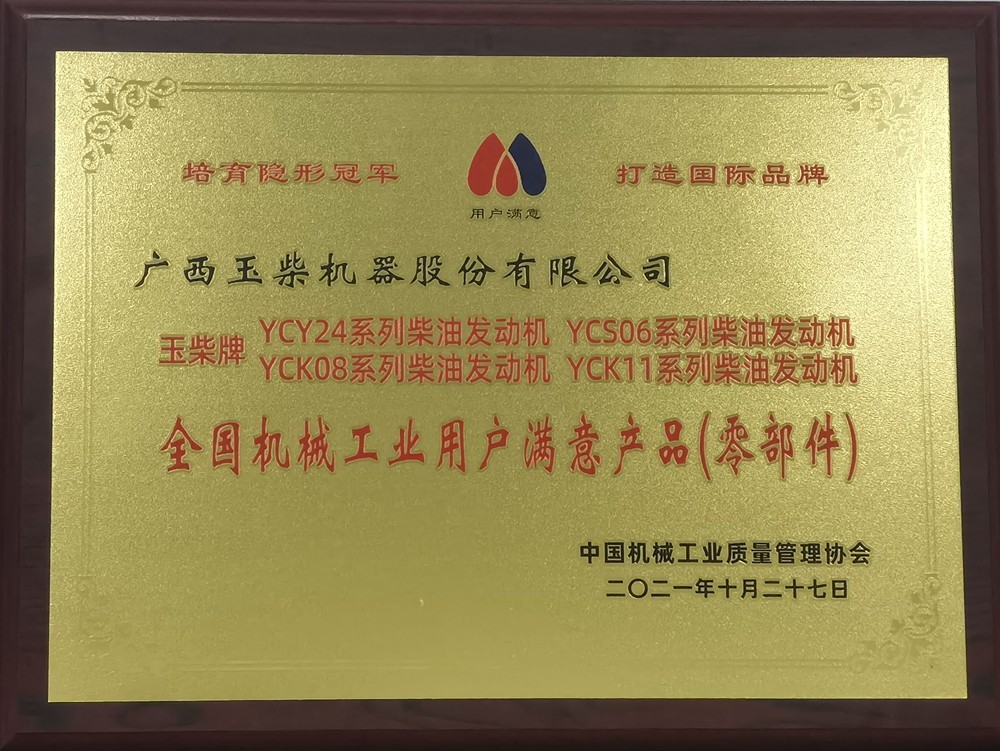 培育隐形冠军 打造国际品牌
用户满意
广西玉柴机器股份有限公司
玉柴牌
YCY24系列柴油发动机 YCS06系列柴油发动机
YCK08系列柴油发动机 YCK11系列柴油发动机
全国机械工业用户满意产品(零部件)
中国机械工业质量管理协会
二〇二一年十月二十七日